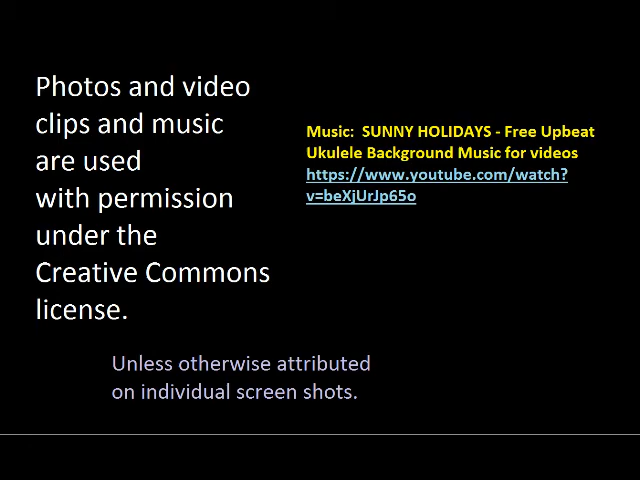 Photos and video
clips and music
are used
with permission
under the
Creative Commons
license.
Music:  SUNNY HOLIDAYS - Free Upbeat
Ukulele Background Music for videos
https://www.youtube.com/watch?
v=beXjUrJp65o
Unless otherwise attributed
on individual screen shots.